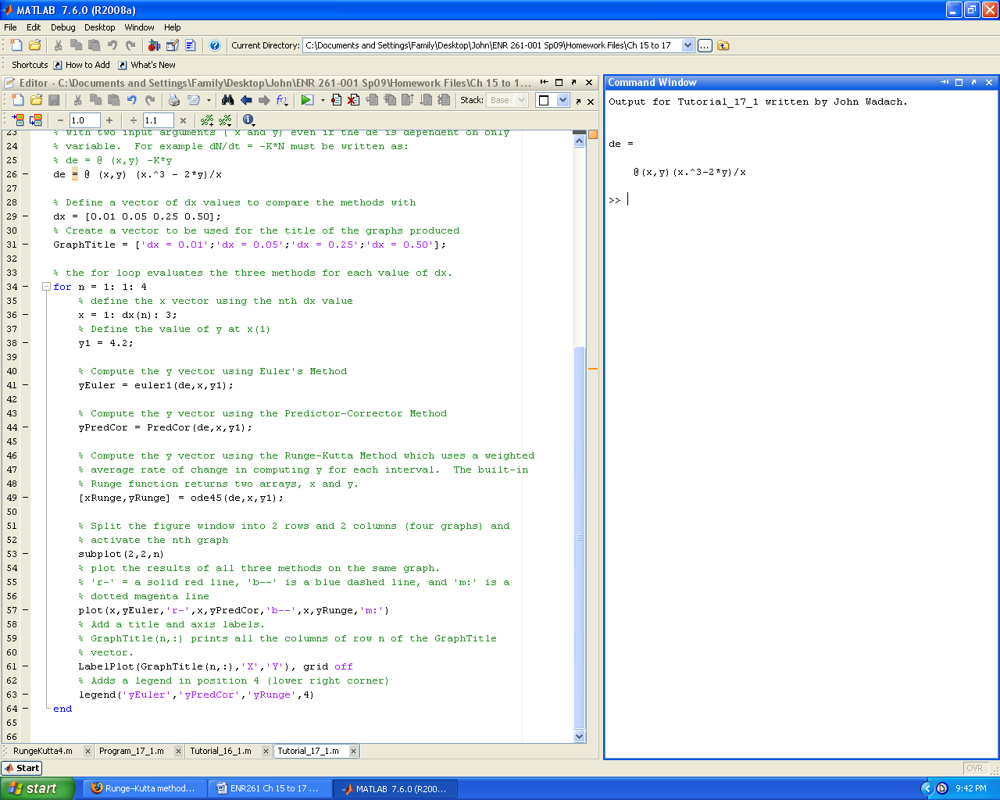 MATLAB 7.6.0 (R2008a)
File Edit Debug Desktop Window Help
Current Directory: C:\Documents and Settings\Family\Desktop\John\ENR 261-001 Sp09\Homework Files\Ch 15 to 17
Shortcuts How to Add What's New
Editor - C:\Documents and Settings\Family\Desktop\John\ENR 261-001 Sp09\Homework Files\Ch 15 to 1...
Stack: Base
- 1.0 + ÷ 1.1 ×
23 % with two input arguments ( x and y) even if the de is dependent on only
24 % variable.  For example dN/dt = -K*N must be written as:
25 % de = @ (x,y) -K*y
26 - de = @ (x,y) (x.^3 - 2*y)/x
27
28 % Define a vector of dx values to compare the methods with
29 - dx = [0.01 0.05 0.25 0.50];
30 % Create a vector to be used for the title of the graphs produced
31 - GraphTitle = ['dx = 0.01';'dx = 0.05';'dx = 0.25';'dx = 0.50'];
32
33 % the for loop evaluates the three methods for each value of dx.
34 - for n = 1: 1: 4
35 % define the x vector using the nth dx value
36 - x = 1: dx(n): 3;
37 % Define the value of y at x(1)
38 - y1 = 4.2;
39
40 % Compute the y vector using Euler's Method
41 - yEuler = euler1(de,x,y1);
42
43 % Compute the y vector using the Predictor-Corrector Method
44 - yPredCor = PredCor(de,x,y1);
45
46 % Compute the y vector using the Runge-Kutta Method which uses a weighted
47 % average rate of change in computing y for each interval.  The built-in
48 % Runge function returns two arrays, x and y.
49 - [xRunge,yRunge] = ode45(de,x,y1);
50
51 % Split the figure window into 2 rows and 2 columns (four graphs) and
52 % activate the nth graph
53 - subplot(2,2,n)
54 % plot the results of all three methods on the same graph.
55 % 'r-' = a solid red line, 'b--' is a blue dashed line, and 'm:' is a
56 % dotted magenta line
57 - plot(x,yEuler,'r-',x,yPredCor,'b--',x,yRunge,'m:')
58 % Add a title and axis labels.
59 % GraphTitle(n,:) prints all the columns of row n of the GraphTitle
60 % vector.
61 - LabelPlot(GraphTitle(n,:),'X','Y'), grid off
62 % Adds a legend in position 4 (lower right corner)
63 - legend('yEuler','yPredCor','yRunge',4)
64 - end
65
66
RungeKutta4.m Program_17_1.m Tutorial_16_1.m Tutorial_17_1.m
Command Window
Output for Tutorial_17_1 written by John Wadach.
de =
@(x,y)(x.^3-2*y)/x
>>
Start
OVR
start Runge–Kutta method... ENR261 Ch 15 to 17 ... MATLAB 7.6.0 (R200... 9:42 PM